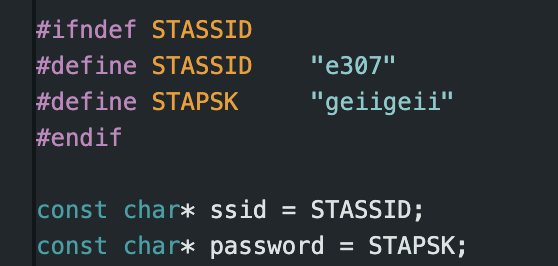 #ifndef STASSID
#define STASSID    "e307"
#define STAPSK     "geiigeii"
#endif

const char* ssid = STASSID;
const char* password = STAPSK;